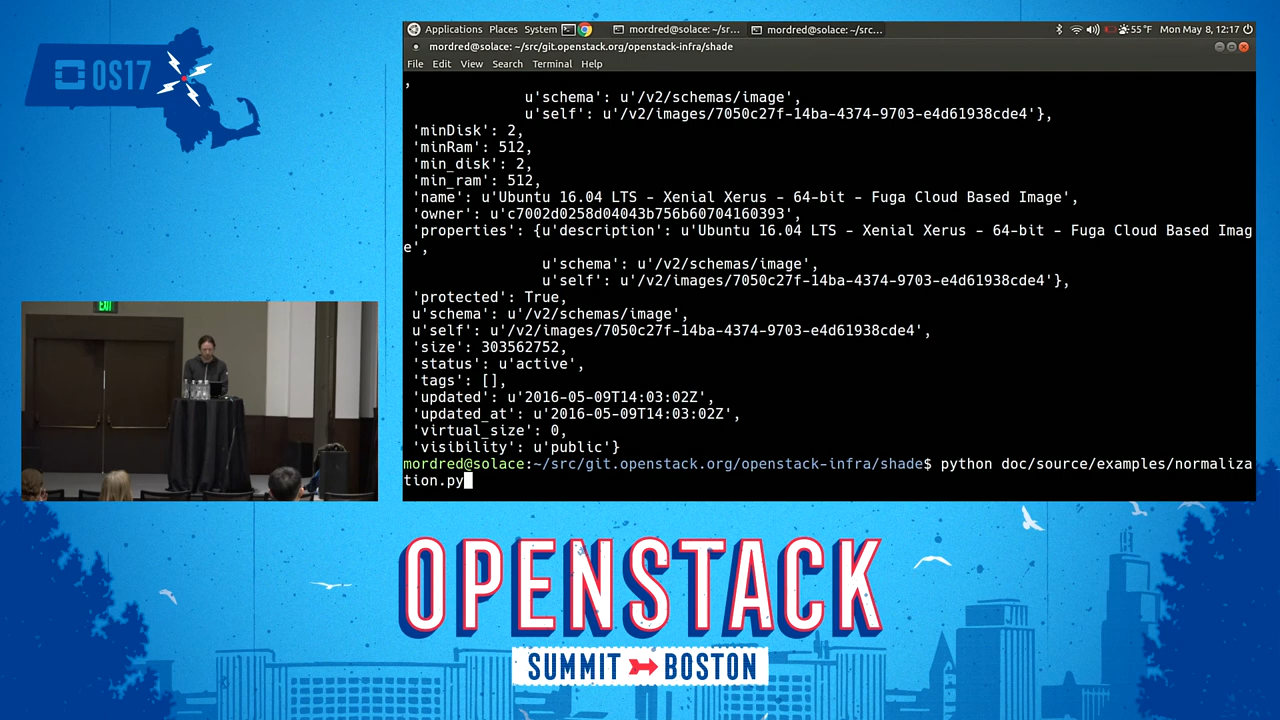 OS17
Applications Places System mordred@solace: ~/sr... mordred@solace: ~/src... 55 °F Mon May 8, 12:17
mordred@solace: ~/src/git.openstack.org/openstack-infra/shade
File Edit View Search Terminal Help
,
u'schema': u'/v2/schemas/image',
u'self': u'/v2/images/7050c27f-14ba-4374-9703-e4d61938cde4'},
'minDisk': 2,
'minRam': 512,
'min_disk': 2,
'min_ram': 512,
'name': u'Ubuntu 16.04 LTS - Xenial Xerus - 64-bit - Fuga Cloud Based Image',
'owner': u'c7002d0258d04043b756b60704160393',
'properties': {u'description': u'Ubuntu 16.04 LTS - Xenial Xerus - 64-bit - Fuga Cloud Based Imag
e',
u'schema': u'/v2/schemas/image',
u'self': u'/v2/images/7050c27f-14ba-4374-9703-e4d61938cde4'},
'protected': True,
u'schema': u'/v2/schemas/image',
u'self': u'/v2/images/7050c27f-14ba-4374-9703-e4d61938cde4',
'size': 303562752,
'status': u'active',
'tags': [],
'updated': u'2016-05-09T14:03:02Z',
'updated_at': u'2016-05-09T14:03:02Z',
'virtual_size': 0,
'visibility': u'public'}
mordred@solace:~/src/git.openstack.org/openstack-infra/shade$ python doc/source/examples/normaliza
tion.py
EXIT
OPENSTACK
SUMMIT BOSTON